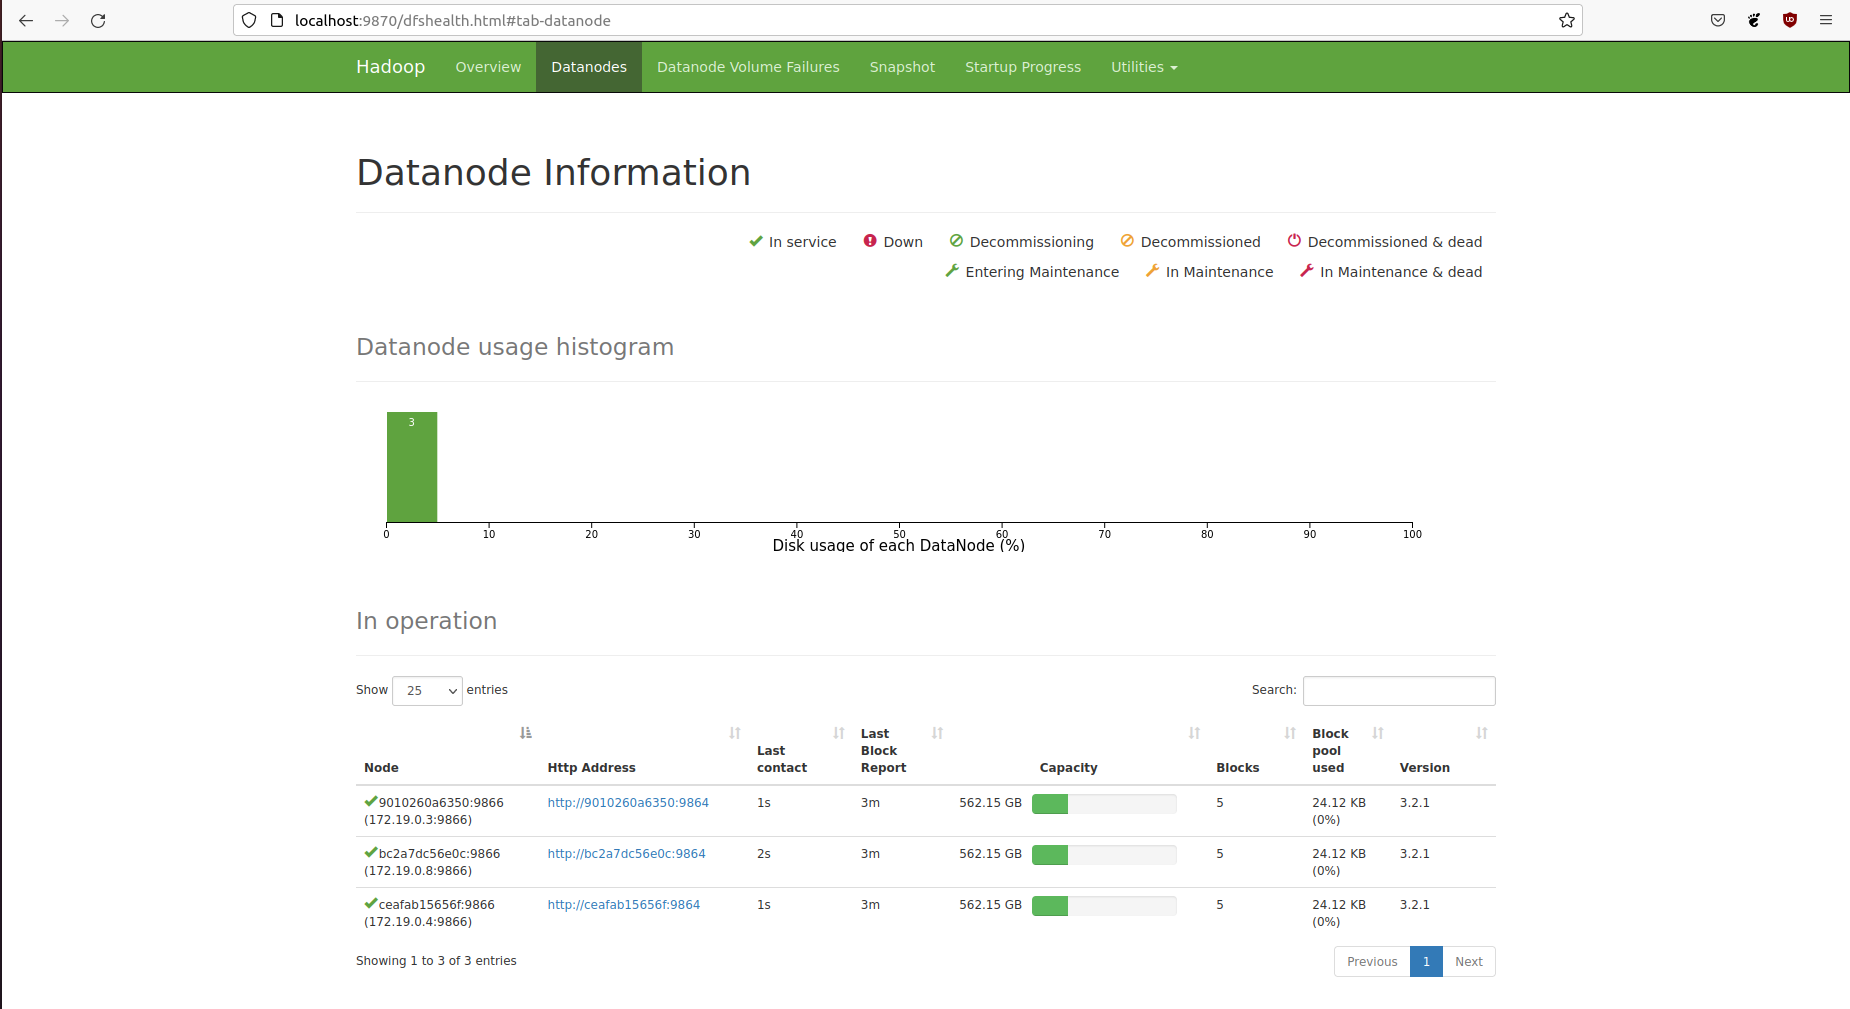 localhost:9870/dfshealth.html#tab-datanode
Hadoop Overview Datanodes Datanode Volume Failures Snapshot Startup Progress Utilities
Datanode Information
In service Down Decommissioning Decommissioned Decommissioned & dead
Entering Maintenance In Maintenance In Maintenance & dead
Datanode usage histogram
3
0 10 20 30 40 50 60 70 80 90 100
Disk usage of each DataNode (%)
In operation
Show 25 entries Search:
Node Http Address Last contact Last Block Report Capacity Blocks Block pool used Version
9010260a6350:9866 http://9010260a6350:9864 1s 3m 562.15 GB 5 24.12 KB 3.2.1
(172.19.0.3:9866) (0%)
bc2a7dc56e0c:9866 http://bc2a7dc56e0c:9864 2s 3m 562.15 GB 5 24.12 KB 3.2.1
(172.19.0.8:9866) (0%)
ceafab15656f:9866 http://ceafab15656f:9864 1s 3m 562.15 GB 5 24.12 KB 3.2.1
(172.19.0.4:9866) (0%)
Showing 1 to 3 of 3 entries Previous 1 Next